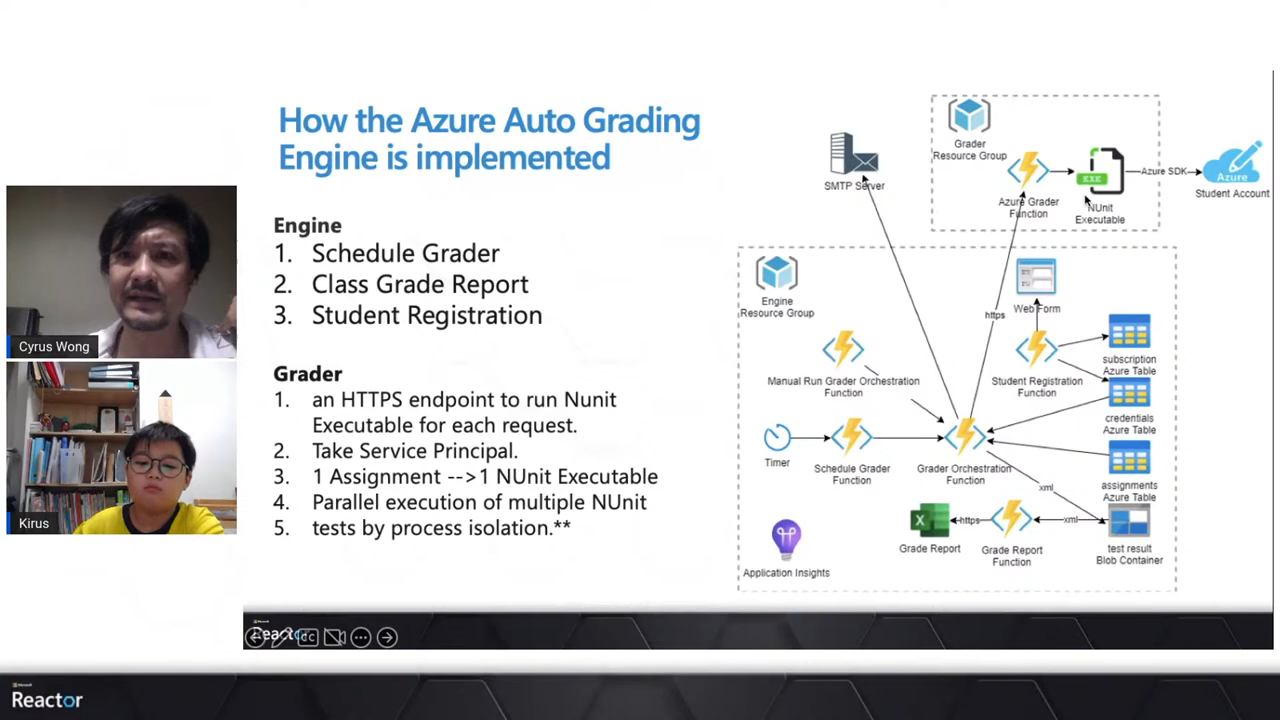 How the Azure Auto Grading
Engine is implemented
Engine
1. Schedule Grader
2. Class Grade Report
3. Student Registration
Grader
1. an HTTPS endpoint to run Nunit
Executable for each request.
2. Take Service Principal.
3. 1 Assignment -->1 NUnit Executable
4. Parallel execution of multiple NUnit
5. tests by process isolation.**
Cyrus Wong
Kirus
SMTP Server
Grader
Resource Group
Azure Grader
Function
EXE
NUnit
Executable
Azure SDK
Azure
Student Account
Engine
Resource Group
https
Web Form
Manual Run Grader Orchestration
Function
Student Registration
Function
subscription
Azure Table
credentials
Azure Table
Timer
Schedule Grader
Function
Grader Orchestration
Function
assignments
Azure Table
xml
Grade Report
https
Grade Report
Function
xml
test result
Blob Container
Application Insights
Microsoft
Reactor
CC
Microsoft
Reactor